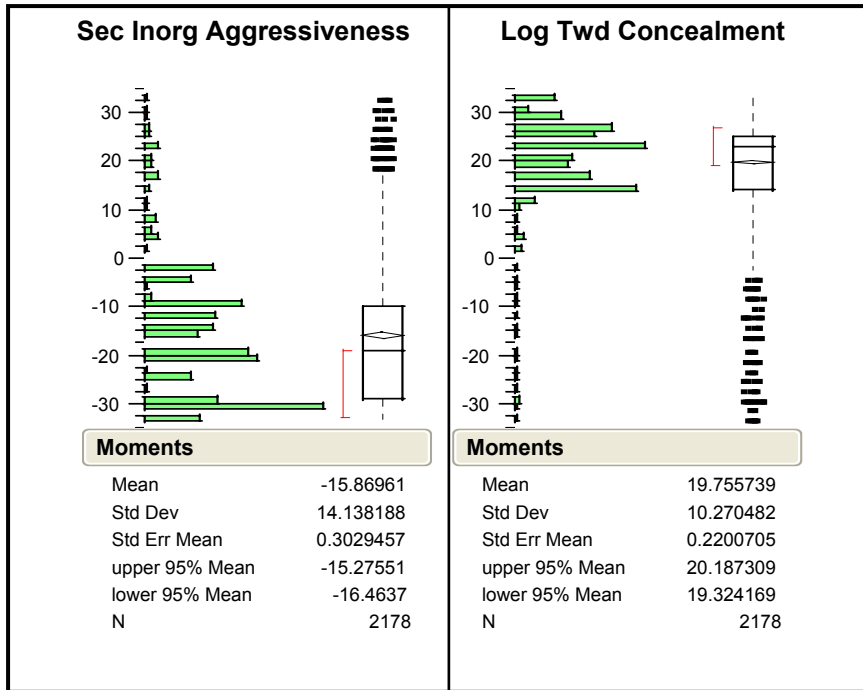 Sec Inorg Aggressiveness
30
20
10
0
-10
-20
-30
Moments
Mean -15.86961
Std Dev 14.138188
Std Err Mean 0.3029457
upper 95% Mean -15.27551
lower 95% Mean -16.4637
N 2178
Log Twd Concealment
30
20
10
0
-10
-20
-30
Moments
Mean 19.755739
Std Dev 10.270482
Std Err Mean 0.2200705
upper 95% Mean 20.187309
lower 95% Mean 19.324169
N 2178